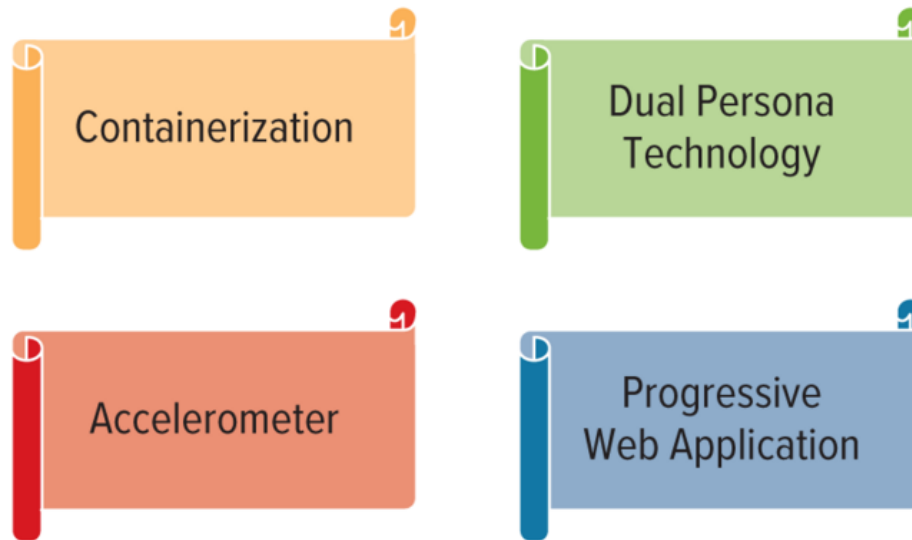 Containerization
Dual Persona
Technology
Accelerometer
Progressive
Web Application